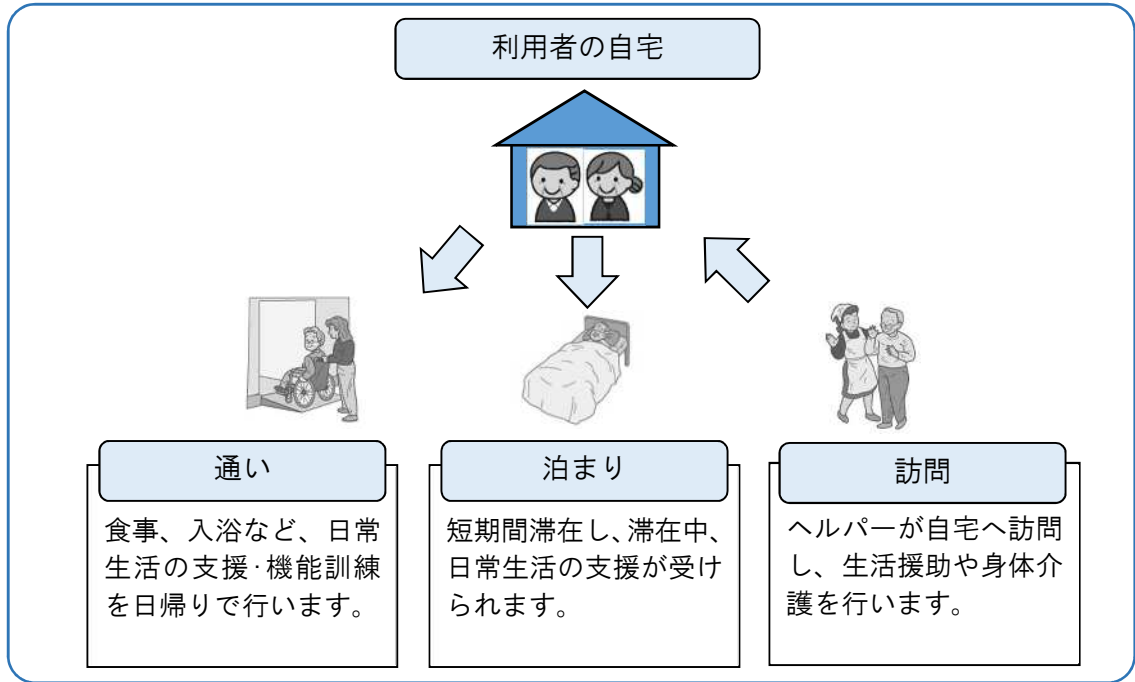 利用者の自宅
通い
食事、入浴など、日常
生活の支援･機能訓練
を日帰りで行います。
泊まり
短期間滞在し、滞在中、
日常生活の支援が受け
られます。
訪問
ヘルパーが自宅へ訪問
し、生活援助や身体介
護を行います。